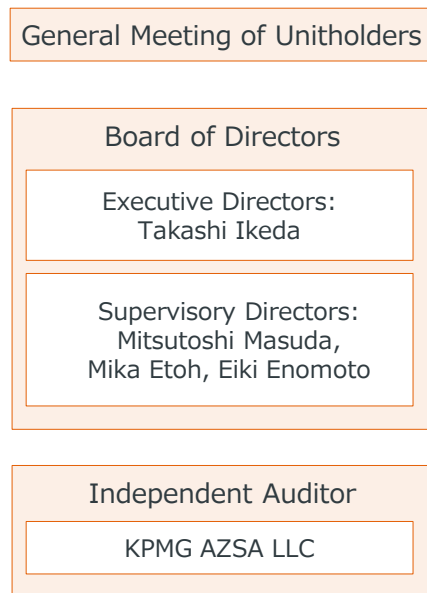 General Meeting of Unitholders
Board of Directors
Executive Directors:
Takashi Ikeda
Supervisory Directors:
Mitsutoshi Masuda,
Mika Etoh, Eiki Enomoto
Independent Auditor
KPMG AZSA LLC